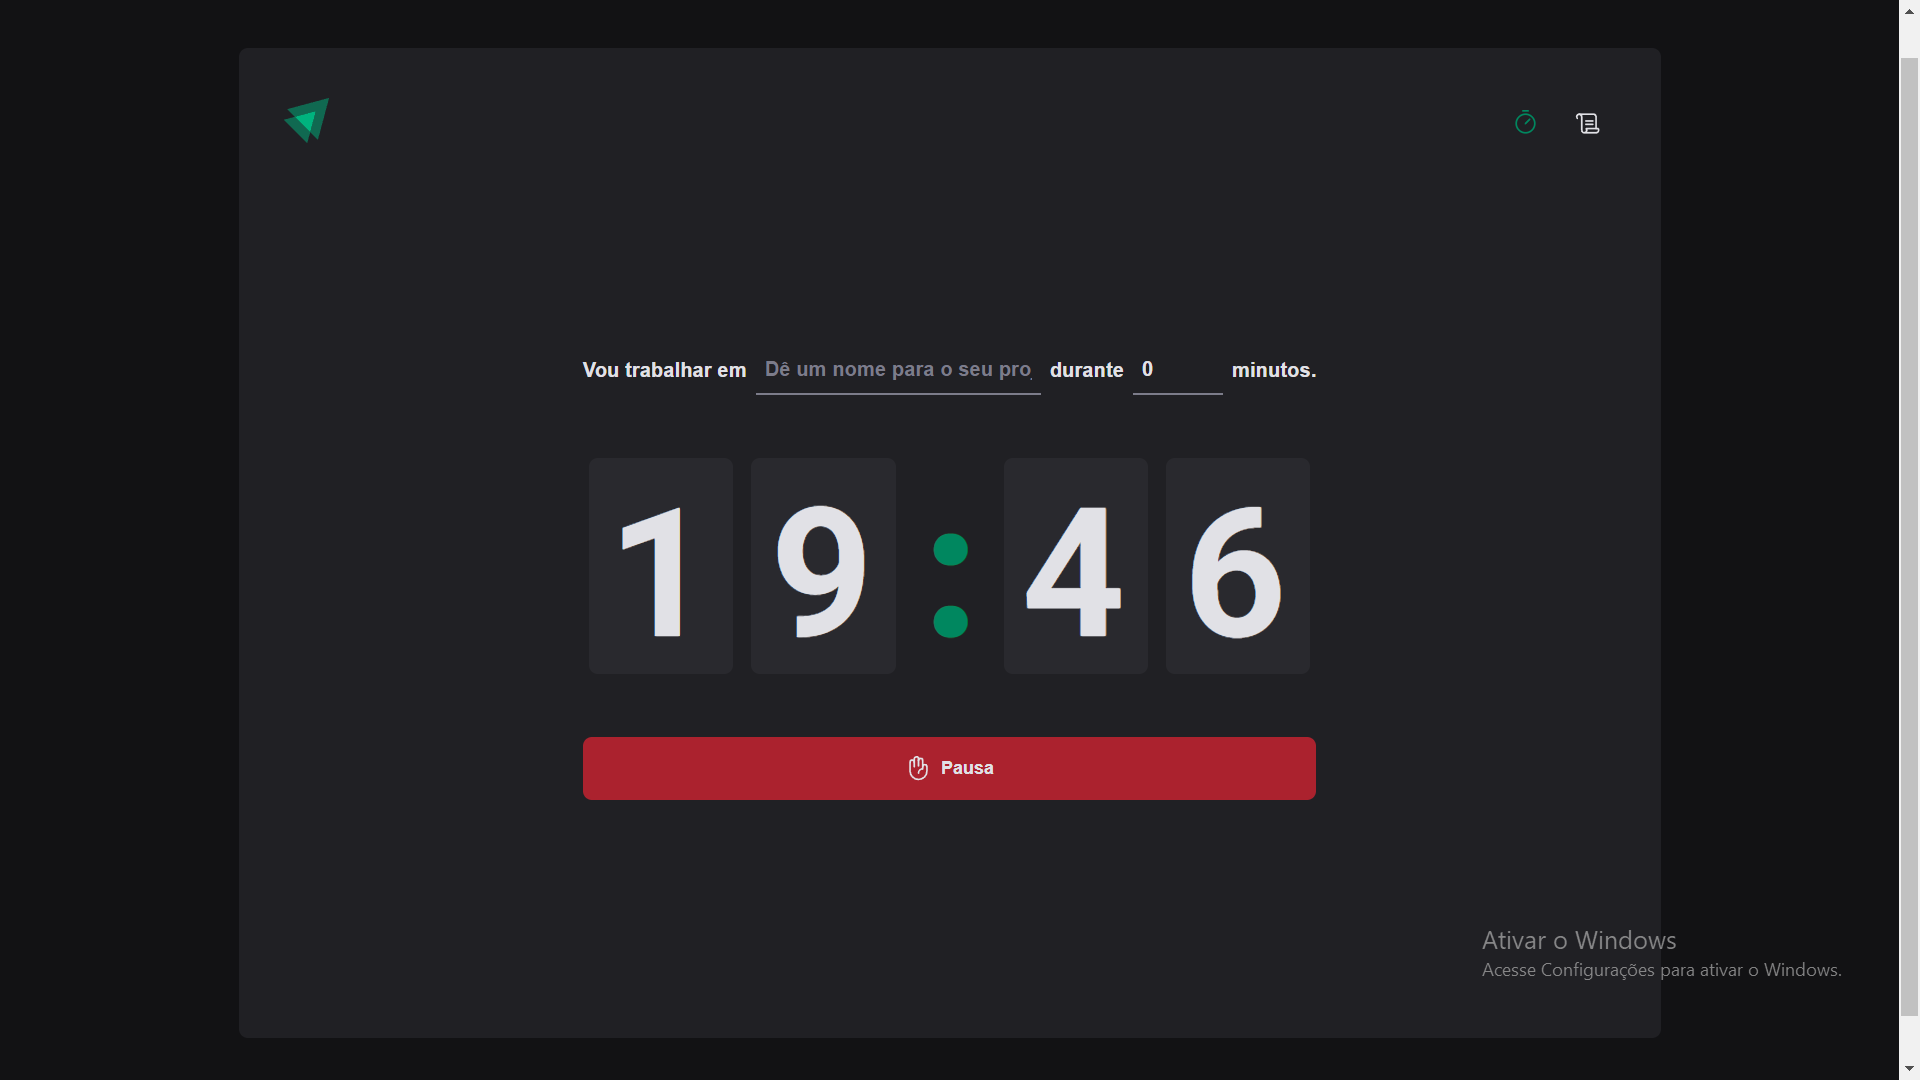 Vou trabalhar em Dê um nome para o seu pro durante 0 minutos.
19:46
Pausa
Ativar o Windows
Acesse Configurações para ativar o Windows.